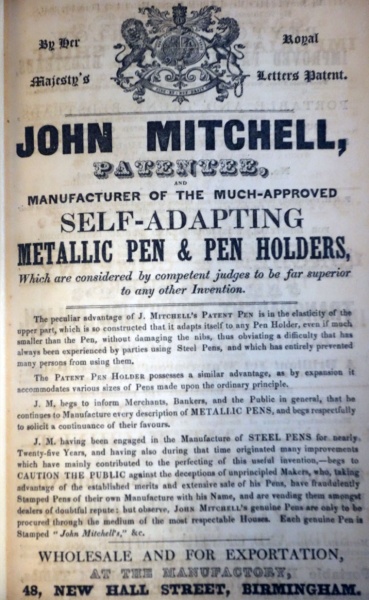 By Her Royal
Majesty's Letters Patent.
JOHN MITCHELL,
PATENTEE,
AND
MANUFACTURER OF THE MUCH-APPROVED
SELF-ADAPTING
METALLIC PEN & PEN HOLDERS,
Which are considered by competent judges to be far superior
to any other Invention.
The peculiar advantage of J. MITCHELL'S PATENT PEN is in the elasticity of the
upper part, which is so constructed that it adapts itself to any Pen Holder, even if much
smaller than the Pen, without damaging the nibs, thus obviating a difficulty that has
always been experienced by parties using Steel Pens, and which has entirely prevented
many persons from using them.
The PATENT PEN HOLDER possesses a similar advantage, as by expansion it
accommodates various sizes of Pens made upon the ordinary principle.
J. M. begs to inform Merchants, Bankers, and the Public in general, that he
continues to Manufacture every description of METALLIC PENS, and begs respectfully
to solicit a continuance of their favours.
J. M. having been engaged in the Manufacture of STEEL PENS for nearly
Twenty-five Years, and having also during that time originated many improvements
which have mainly contributed to the perfecting of this useful invention,—begs to
CAUTION THE PUBLIC against the deceptions of unprincipled Makers, who, taking
advantage of the established merits and extensive sale of his Pens, have fraudulently
Stamped Pens of their own Manufacture with his Name, and are vending them amongst
dealers of doubtful repute: but observe, JOHN MITCHELL'S genuine Pens are only to be
procured through the medium of the most respectable Houses. Each genuine Pen is
Stamped "John Mitchell's," &c.
WHOLESALE AND FOR EXPORTATION,
AT THE MANUFACTORY,
48, NEW HALL STREET, BIRMINGHAM.